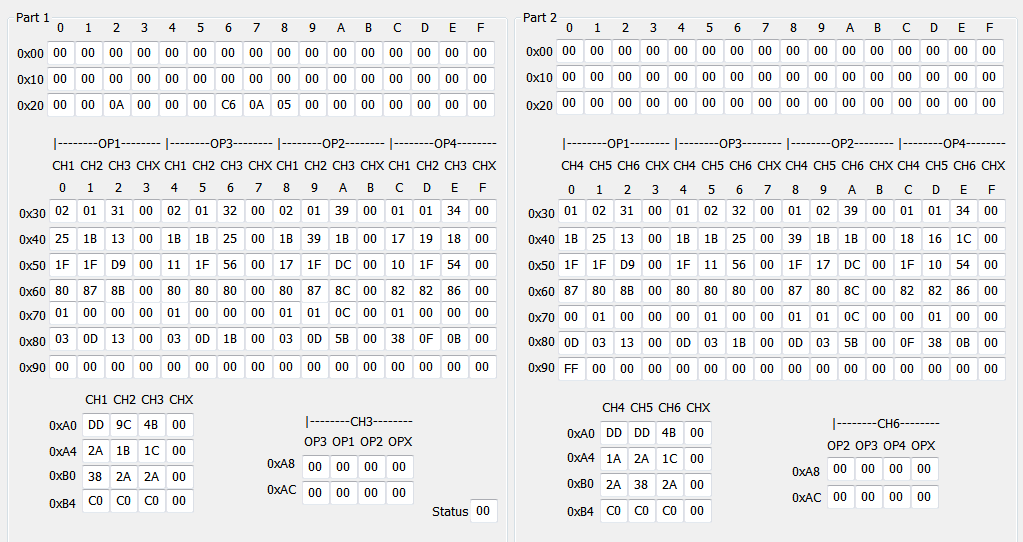 Part 1
0 1 2 3 4 5 6 7 8 9 A B C D E F
0x00 00 00 00 00 00 00 00 00 00 00 00 00 00 00 00 00
0x10 00 00 00 00 00 00 00 00 00 00 00 00 00 00 00 00
0x20 00 00 0A 00 00 00 C6 0A 05 00 00 00 00 00 00 00
|--------OP1-------- |--------OP3-------- |--------OP2-------- |--------OP4--------
CH1 CH2 CH3 CHX CH1 CH2 CH3 CHX CH1 CH2 CH3 CHX CH1 CH2 CH3 CHX
0 1 2 3 4 5 6 7 8 9 A B C D E F
0x30 02 01 31 00 02 01 32 00 02 01 39 00 01 01 34 00
0x40 25 1B 13 00 1B 1B 25 00 1B 39 1B 00 17 19 18 00
0x50 1F 1F D9 00 11 1F 56 00 17 1F DC 00 10 1F 54 00
0x60 80 87 8B 00 80 80 80 00 80 87 8C 00 82 82 86 00
0x70 01 00 00 00 01 00 00 00 01 01 0C 00 01 00 00 00
0x80 03 0D 13 00 03 0D 1B 00 03 0D 5B 00 38 0F 0B 00
0x90 00 00 00 00 00 00 00 00 00 00 00 00 00 00 00 00
CH1 CH2 CH3 CHX
0xA0 DD 9C 4B 00
0xA4 2A 1B 1C 00
0xB0 38 2A 2A 00
0xB4 C0 C0 C0 00
|--------CH3--------
OP3 OP1 OP2 OPX
0xA8 00 00 00 00
0xAC 00 00 00 00
Status 00
Part 2
0 1 2 3 4 5 6 7 8 9 A B C D E F
0x00 00 00 00 00 00 00 00 00 00 00 00 00 00 00 00 00
0x10 00 00 00 00 00 00 00 00 00 00 00 00 00 00 00 00
0x20 00 00 00 00 00 00 00 00 00 00 00 00 00 00 00 00
|--------OP1-------- |--------OP3-------- |--------OP2-------- |--------OP4--------
CH4 CH5 CH6 CHX CH4 CH5 CH6 CHX CH4 CH5 CH6 CHX CH4 CH5 CH6 CHX
0 1 2 3 4 5 6 7 8 9 A B C D E F
0x30 01 02 31 00 01 02 32 00 01 02 39 00 01 01 34 00
0x40 1B 25 13 00 1B 1B 25 00 39 1B 1B 00 18 16 1C 00
0x50 1F 1F D9 00 1F 11 56 00 1F 17 DC 00 1F 10 54 00
0x60 87 80 8B 00 80 80 80 00 87 80 8C 00 82 82 86 00
0x70 00 01 00 00 00 01 00 00 01 01 0C 00 00 01 00 00
0x80 0D 03 13 00 0D 03 1B 00 0D 03 5B 00 0F 38 0B 00
0x90 FF 00 00 00 00 00 00 00 00 00 00 00 00 00 00 00
CH4 CH5 CH6 CHX
0xA0 DD DD 4B 00
0xA4 1A 2A 1C 00
0xB0 2A 38 2A 00
0xB4 C0 C0 C0 00
|--------CH6--------
OP2 OP3 OP4 OPX
0xA8 00 00 00 00
0xAC 00 00 00 00